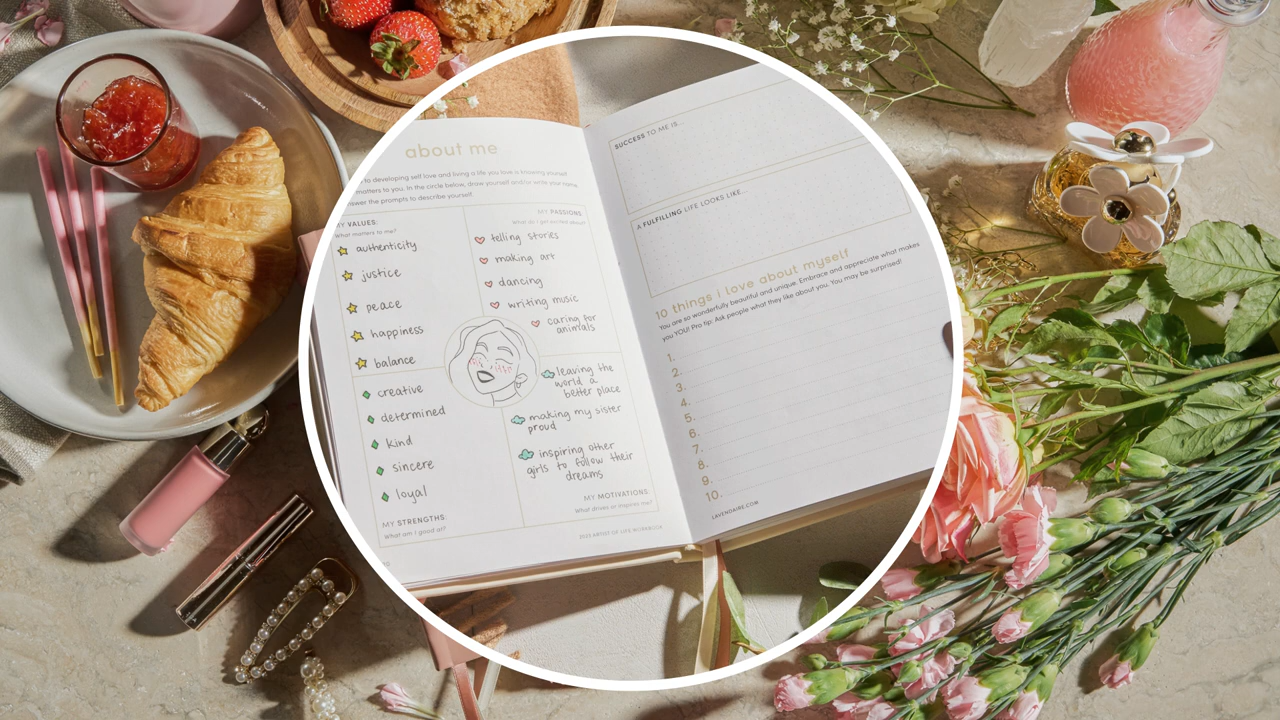 about me
to developing self love and living a life you love is knowing yourself.
matters to you. In the circle below, draw yourself and/or write your name.
the prompts to describe yourself.
MY VALUES:
What matters to me?
authenticity
justice
peace
happiness
balance
MY PASSIONS:
What do I get excited about?
telling stories
making art
dancing
writing music
caring for
animals
creative
determined
kind
sincere
loyal
MY STRENGTHS:
What am I good at?
leaving the
world a
better place
making my sister
proud
inspiring other
girls to follow their
dreams
MY MOTIVATIONS:
What drives or inspires me?
ARTIST OF LIFE WORKBOOK
SUCCESS TO ME IS...
A FULFILLING LIFE LOOKS LIKE...
10 things i love about myself
You are so wonderfully beautiful and unique. Embrace and appreciate what makes
you YOU! Pro tip: Ask people what they like about you. You may be surprised!
1.
2.
3.
4.
5.
6.
7.
8.
9.
10.
LAVENDAIRE.COM